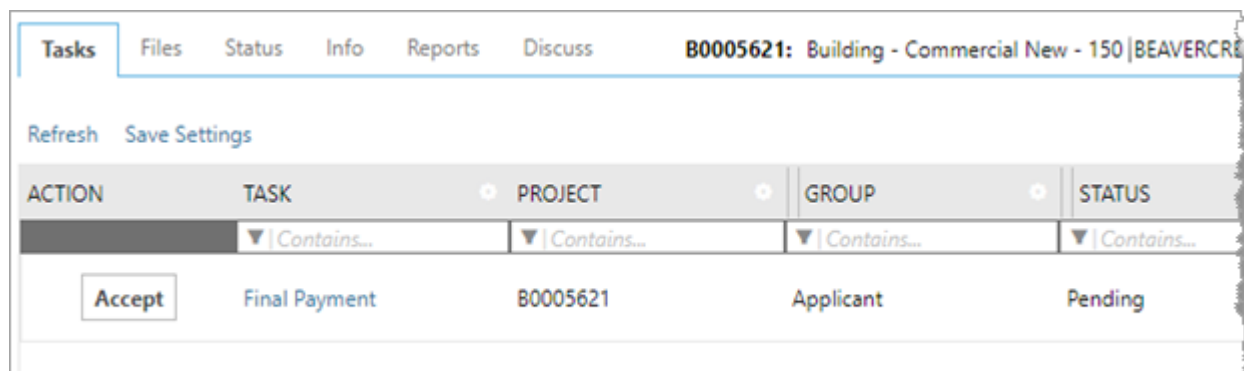 Tasks Files Status Info Reports Discuss B0005621: Building - Commercial New - 150 |BEAVERCRE
Refresh Save Settings
ACTION TASK PROJECT GROUP STATUS
Contains... Contains... Contains... Contains...
Accept Final Payment B0005621 Applicant Pending